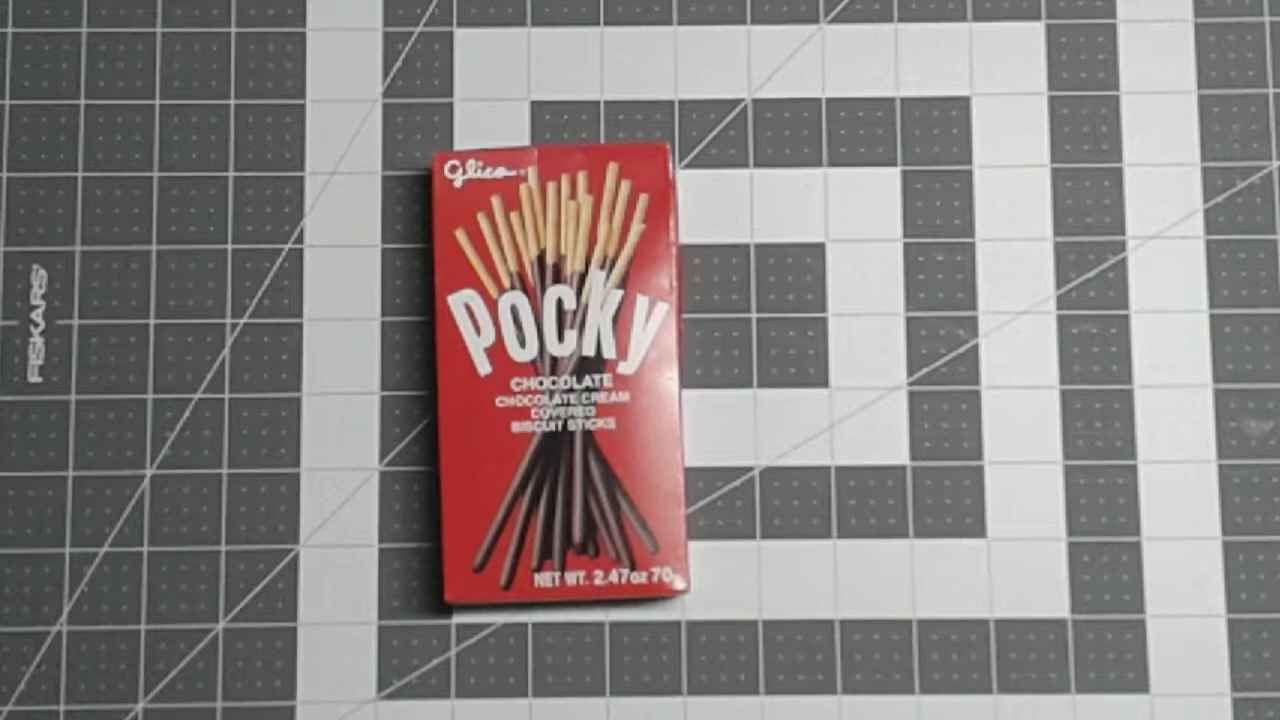 Glico
Pocky
CHOCOLATE
CHOCOLATE CREAM
COVERED
BISCUIT STICKS
NET WT. 2.47oz 70g
FISKARS